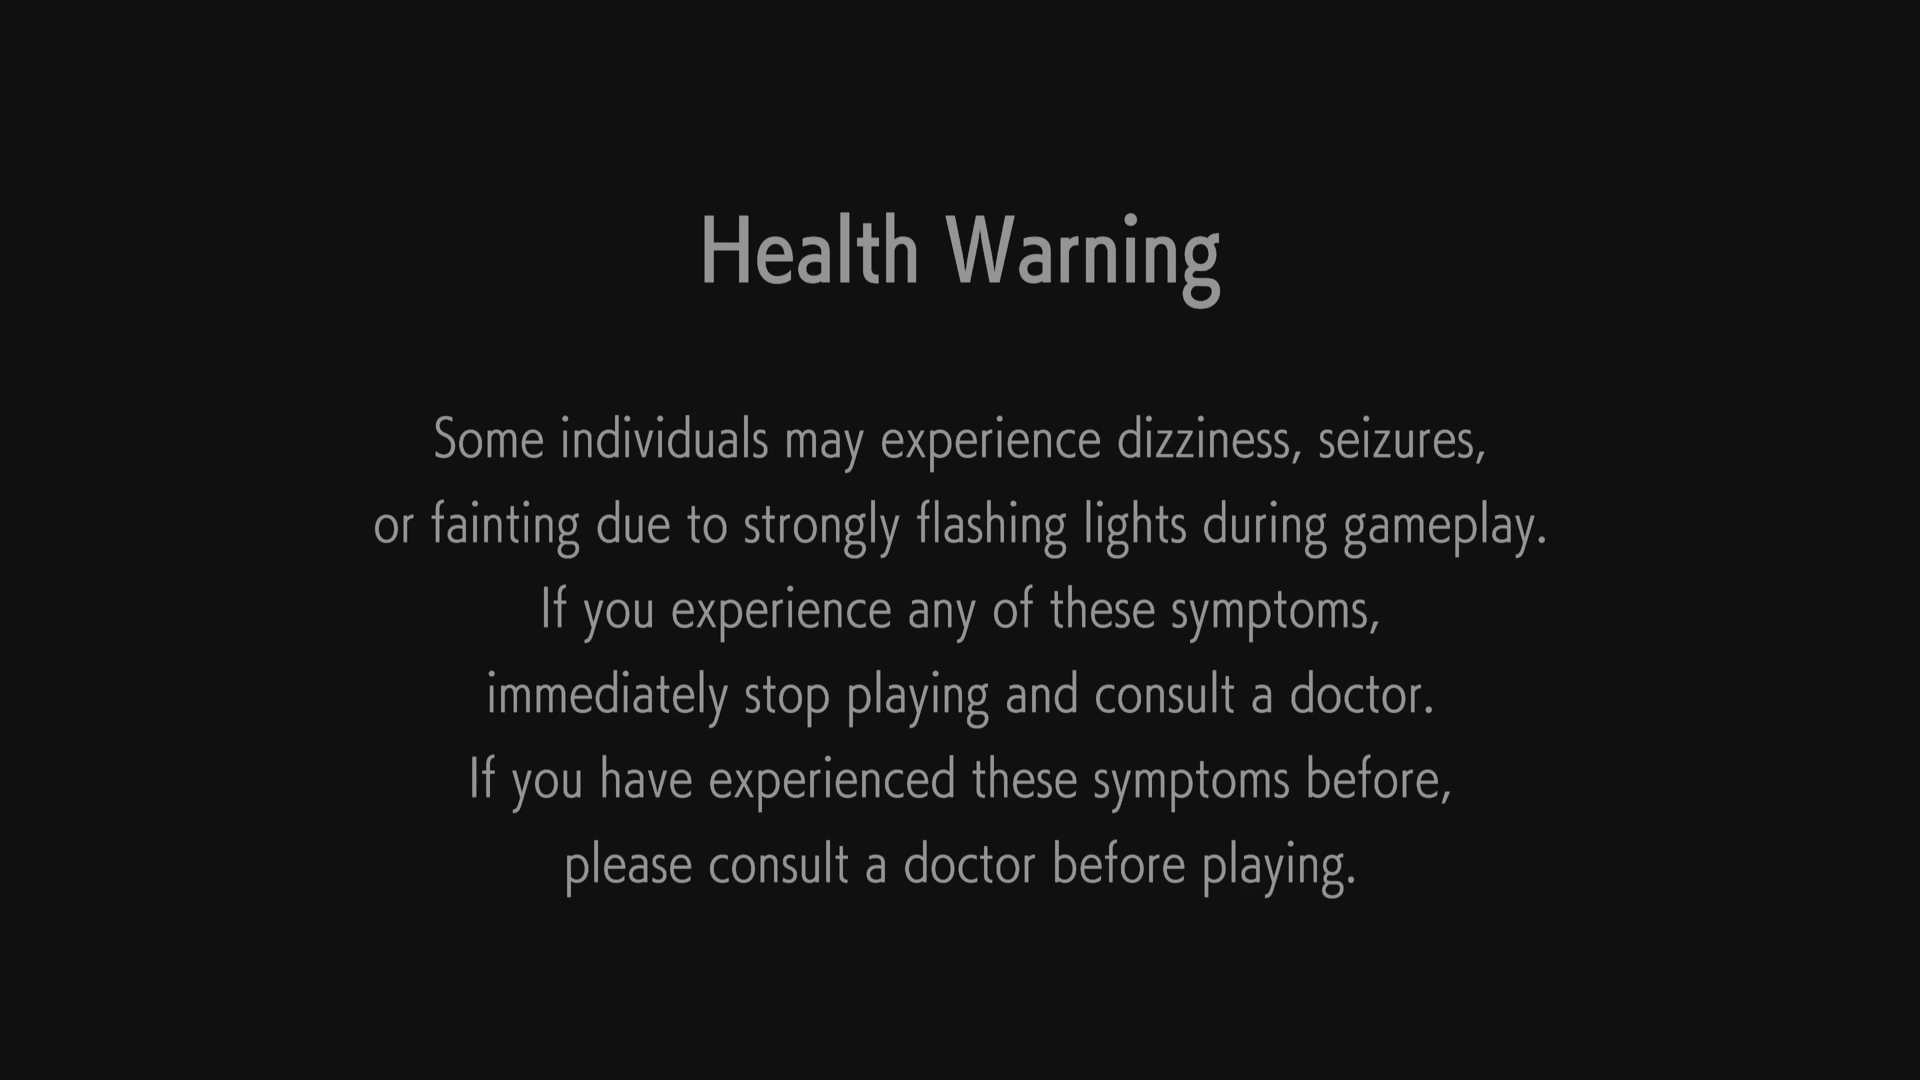 Health Warning
Some individuals may experience dizziness, seizures,
or fainting due to strongly flashing lights during gameplay.
If you experience any of these symptoms,
immediately stop playing and consult a doctor.
If you have experienced these symptoms before,
please consult a doctor before playing.